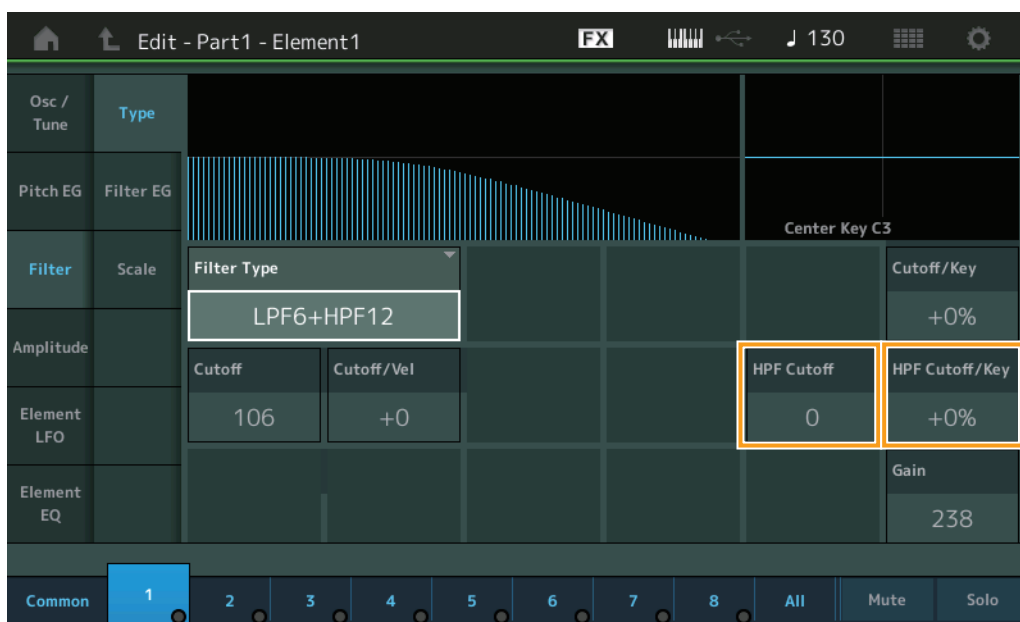 Edit - Part1 - Element1 FX ♩ 130
Osc / Tune
Type
Pitch EG
Filter EG
Center Key C3
Filter
Scale
Filter Type
LPF6+HPF12
Cutoff/Key
+0%
Amplitude
Cutoff
106
Cutoff/Vel
+0
HPF Cutoff
0
HPF Cutoff/Key
+0%
Element LFO
Gain
238
Element EQ
Common 1 2 3 4 5 6 7 8 All Mute Solo